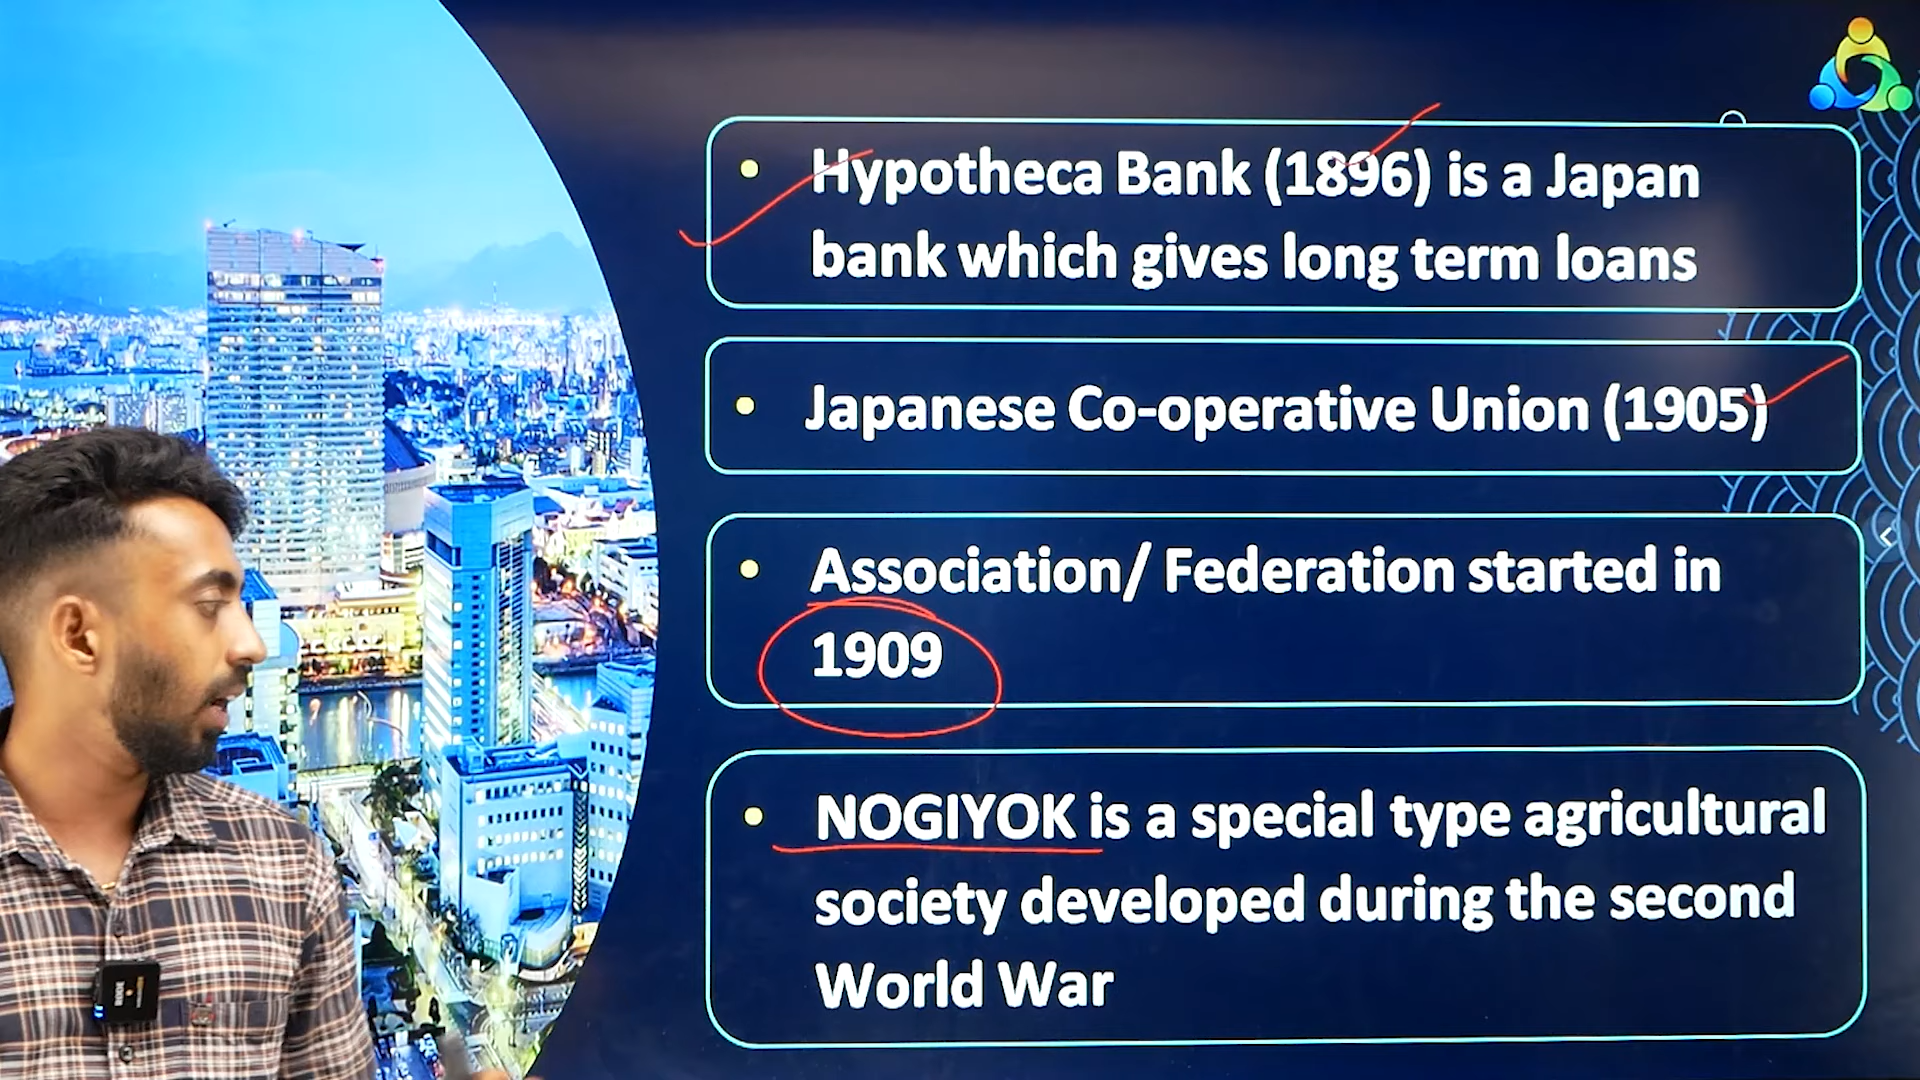 Hypotheca Bank (1896) is a Japan
bank which gives long term loans
Japanese Co-operative Union (1905)
Association/ Federation started in
1909
NOGIYOK is a special type agricultural
society developed during the second
World War
RODE